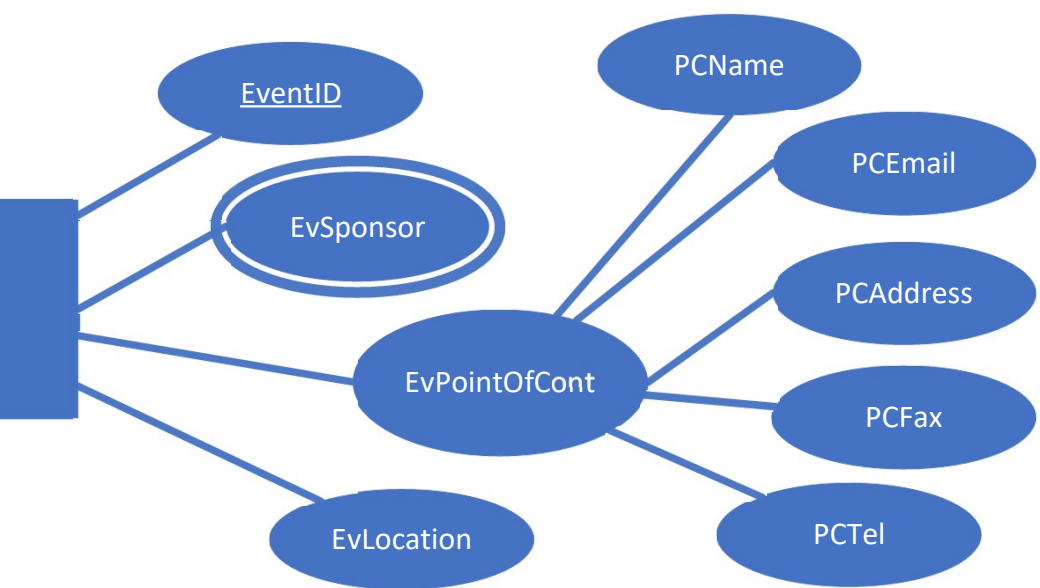 PCName
EventID
PCEmail
EvSponsor
PCAddress
EvPointOfCont
PCFax
PCTel
EvLocation